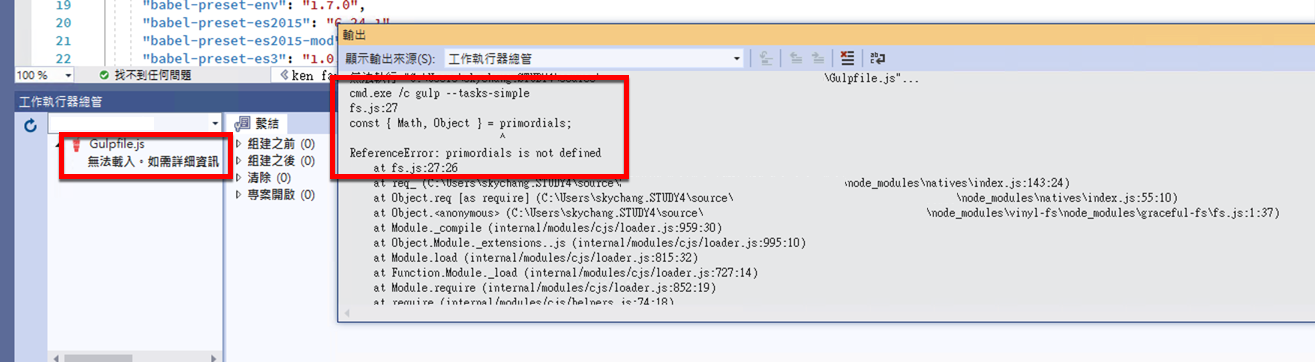 19 "babel-preset-env": "1.7.0",
20 "babel-preset-es2015": "6.24.1"
21 "babel-preset-es2015-mod
22 "babel-preset-es3": "1.0
100 %
找不到任何問題
ken fa
工作執行器總管
Gulpfile.js
無法載入。如需詳細資訊
繫結
組建之前 (0)
組建之後 (0)
清除 (0)
專案開啟 (0)
輸出
顯示輸出來源(S): 工作執行器總管
無法執行 "C:\Users\skychang.STUDY4\source\ \Gulpfile.js"...
cmd.exe /c gulp --tasks-simple
fs.js:27
const { Math, Object } = primordials;
^
ReferenceError: primordials is not defined
at fs.js:27:26
at req_ (C:\Users\skychang.STUDY4\source\ \node_modules\natives\index.js:143:24)
at Object.req [as require] (C:\Users\skychang.STUDY4\source\ \node_modules\natives\index.js:55:10)
at Object.<anonymous> (C:\Users\skychang.STUDY4\source\ \node_modules\vinyl-fs\node_modules\graceful-fs\fs.js:1:37)
at Module._compile (internal/modules/cjs/loader.js:959:30)
at Object.Module._extensions..js (internal/modules/cjs/loader.js:995:10)
at Module.load (internal/modules/cjs/loader.js:815:32)
at Function.Module._load (internal/modules/cjs/loader.js:727:14)
at Module.require (internal/modules/cjs/loader.js:852:19)
at require (internal/modules/cjs/helpers.js:74:18)